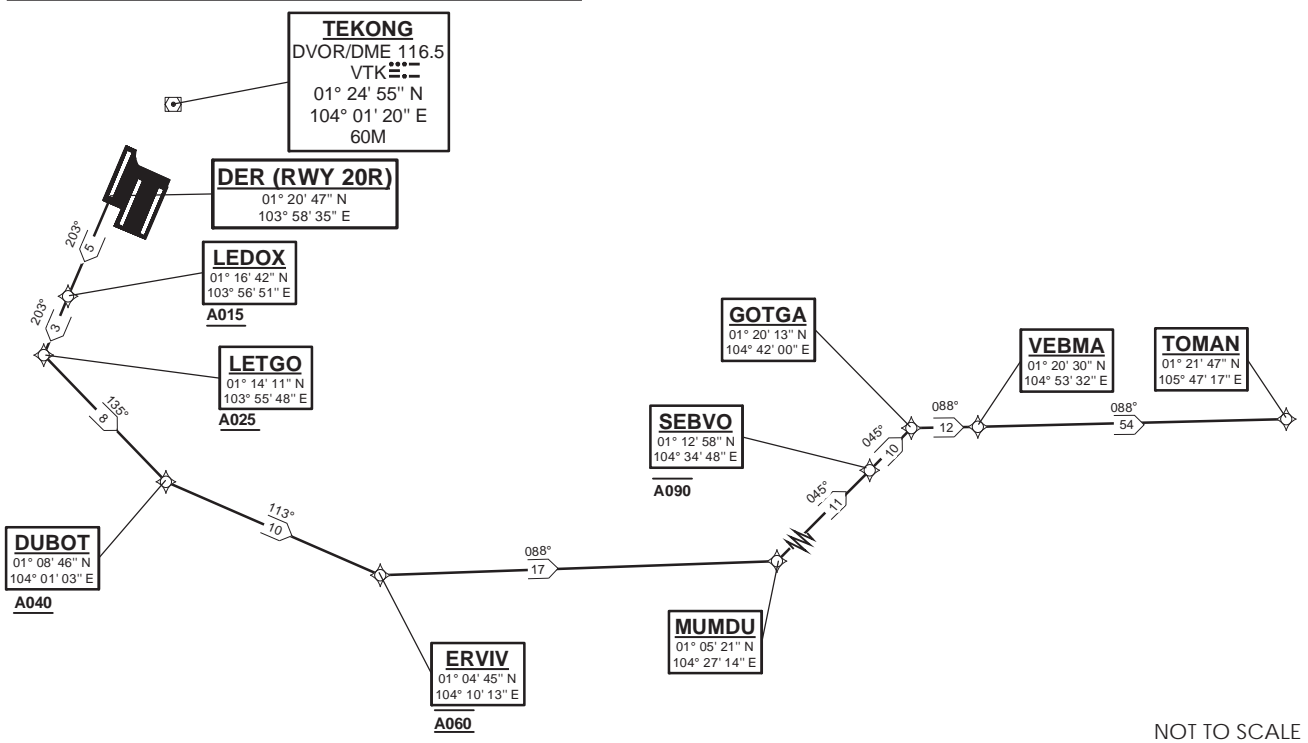 TEKONG
DVOR/DME 116.5
VTK
01° 24' 55" N
104° 01' 20" E
60M
DER (RWY 20R)
01° 20' 47" N
103° 58' 35" E
203°
5
LEDOX
01° 16' 42" N
103° 56' 51" E
A015
203°
3
LETGO
01° 14' 11" N
103° 55' 48" E
A025
135°
8
DUBOT
01° 08' 46" N
104° 01' 03" E
A040
113°
10
ERVIV
01° 04' 45" N
104° 10' 13" E
A060
088°
17
MUMDU
01° 05' 21" N
104° 27' 14" E
045°
11
SEBVO
01° 12' 58" N
104° 34' 48" E
A090
045°
10
GOTGA
01° 20' 13" N
104° 42' 00" E
088°
12
VEBMA
01° 20' 30" N
104° 53' 32" E
088°
54
TOMAN
01° 21' 47" N
105° 47' 17" E
NOT TO SCALE